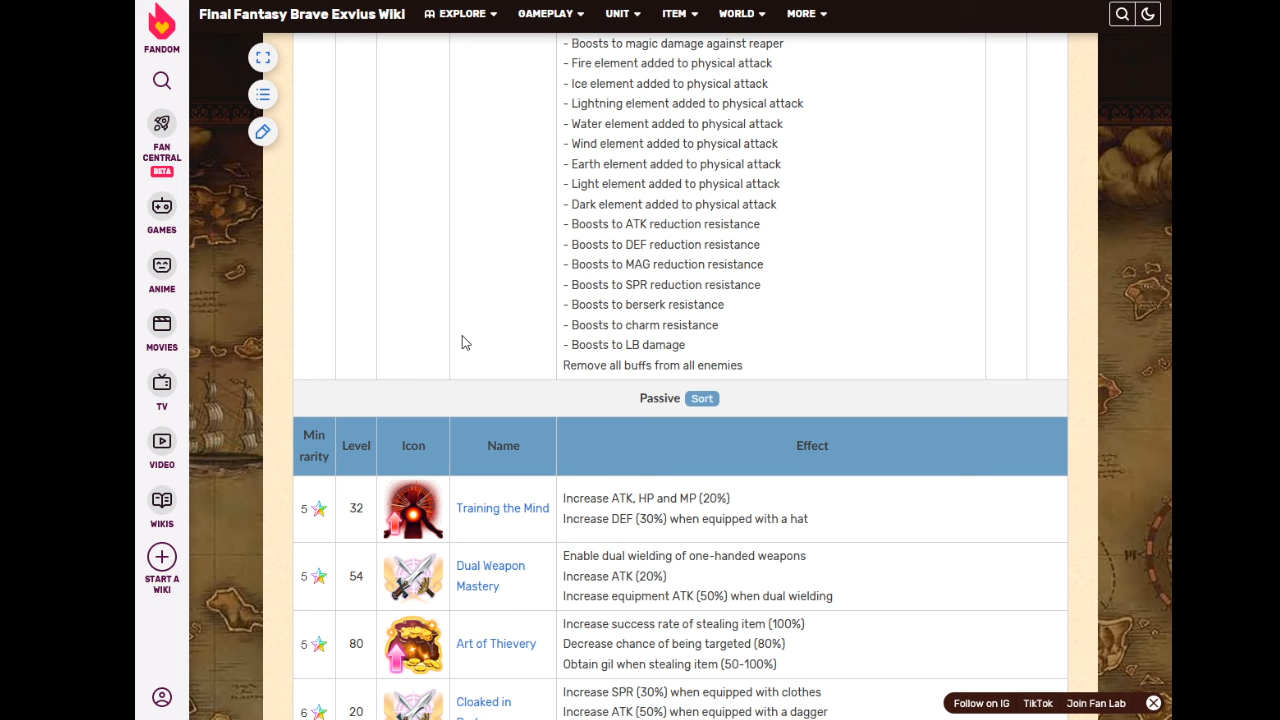 FANDOM
FAN
CENTRAL
BETA
GAMES
ANIME
MOVIES
TV
VIDEO
WIKIS
START A
WIKI
Final Fantasy Brave Exvius Wiki
EXPLORE
GAMEPLAY
UNIT
ITEM
WORLD
MORE
- Boosts to magic damage against reaper
- Fire element added to physical attack
- Ice element added to physical attack
- Lightning element added to physical attack
- Water element added to physical attack
- Wind element added to physical attack
- Earth element added to physical attack
- Light element added to physical attack
- Dark element added to physical attack
- Boosts to ATK reduction resistance
- Boosts to DEF reduction resistance
- Boosts to MAG reduction resistance
- Boosts to SPR reduction resistance
- Boosts to berserk resistance
- Boosts to charm resistance
- Boosts to LB damage
Remove all buffs from all enemies
Passive Sort
Min
rarity
Level
Icon
Name
Effect
5
32
Training the Mind
Increase ATK, HP and MP (20%)
Increase DEF (30%) when equipped with a hat
5
54
Dual Weapon
Mastery
Enable dual wielding of one-handed weapons
Increase ATK (20%)
Increase equipment ATK (50%) when dual wielding
5
80
Art of Thievery
Increase success rate of stealing item (100%)
Decrease chance of being targeted (80%)
Obtain gil when stealing item (50-100%)
5
20
Cloaked in
Increase SPR (30%) when equipped with clothes
Increase ATK (50%) when equipped with a dagger
Follow on IG
TikTok
Join Fan Lab